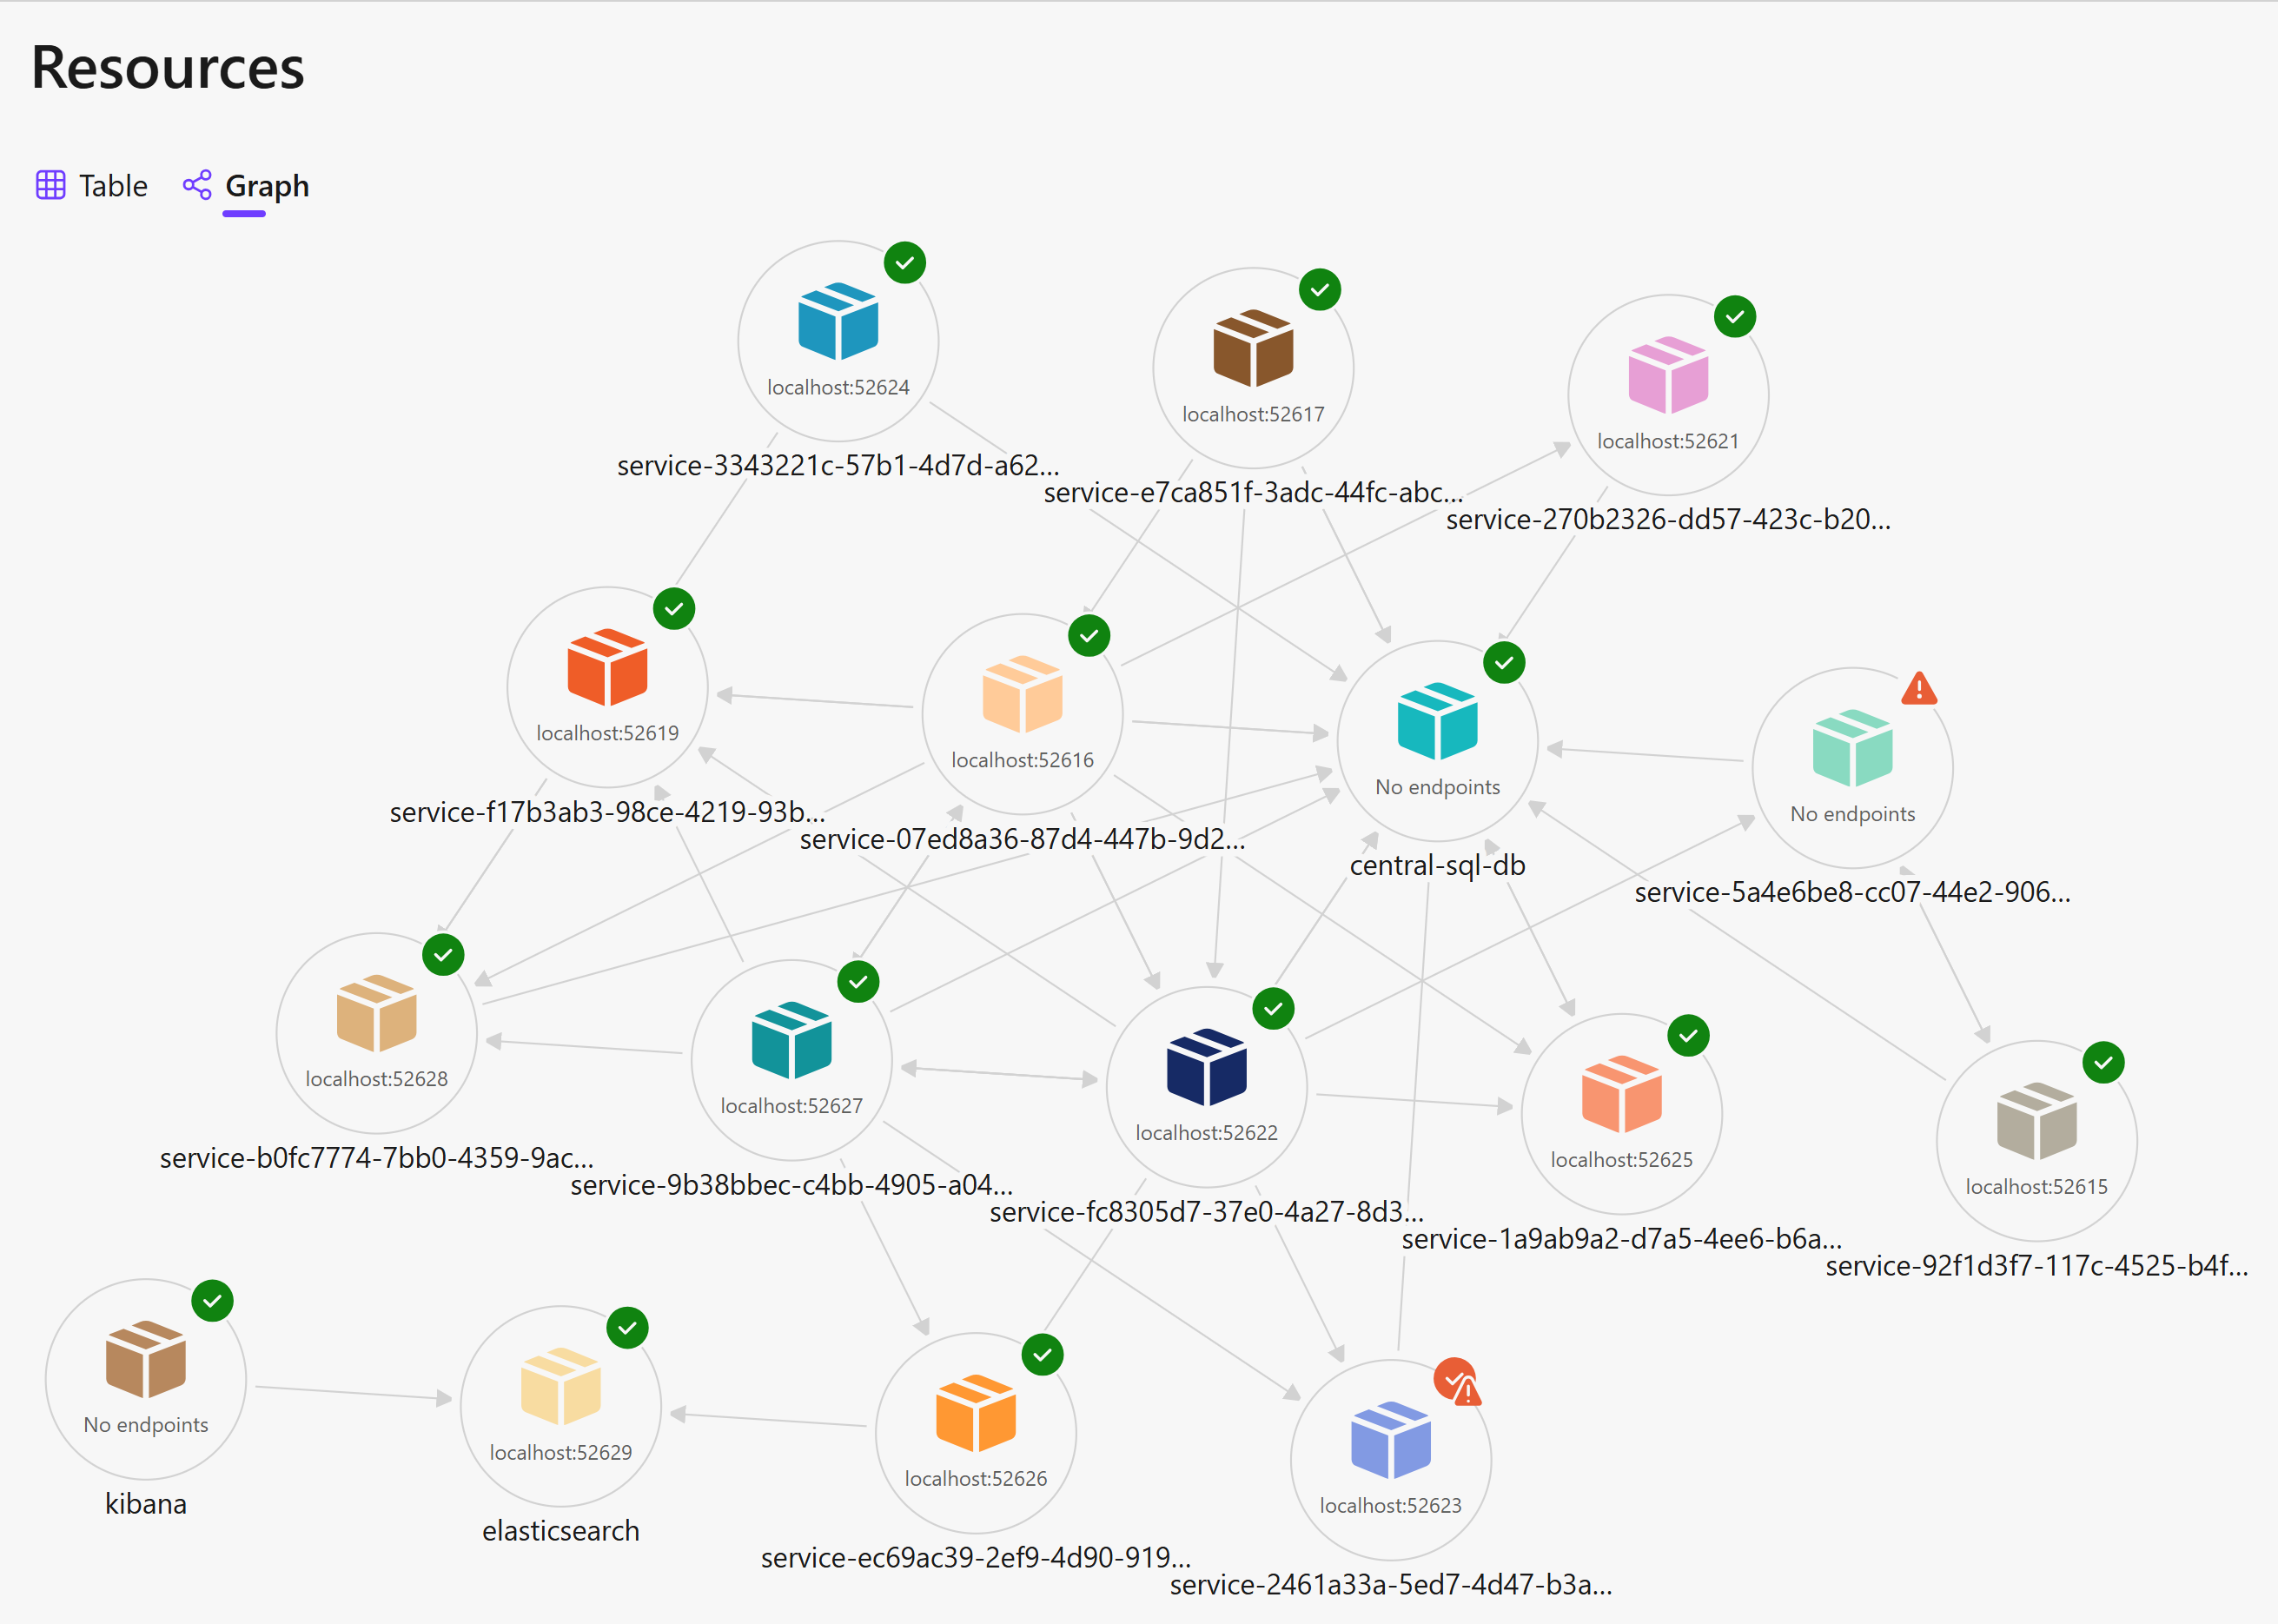 Resources
Table
Graph
localhost:52624
service-3343221c-57b1-4d7d-a62...
localhost:52617
service-e7ca851f-3adc-44fc-abc...
localhost:52621
service-270b2326-dd57-423c-b20...
localhost:52619
service-f17b3ab3-98ce-4219-93b...
localhost:52616
service-07ed8a36-87d4-447b-9d2...
No endpoints
central-sql-db
No endpoints
service-5a4e6be8-cc07-44e2-906...
localhost:52628
service-b0fc7774-7bb0-4359-9ac...
localhost:52627
service-9b38bbec-c4bb-4905-a04...
localhost:52622
service-fc8305d7-37e0-4a27-8d3...
localhost:52625
service-1a9ab9a2-d7a5-4ee6-b6a...
localhost:52615
service-92f1d3f7-117c-4525-b4f...
No endpoints
kibana
localhost:52629
elasticsearch
localhost:52626
service-ec69ac39-2ef9-4d90-919...
localhost:52623
service-2461a33a-5ed7-4d47-b3a...